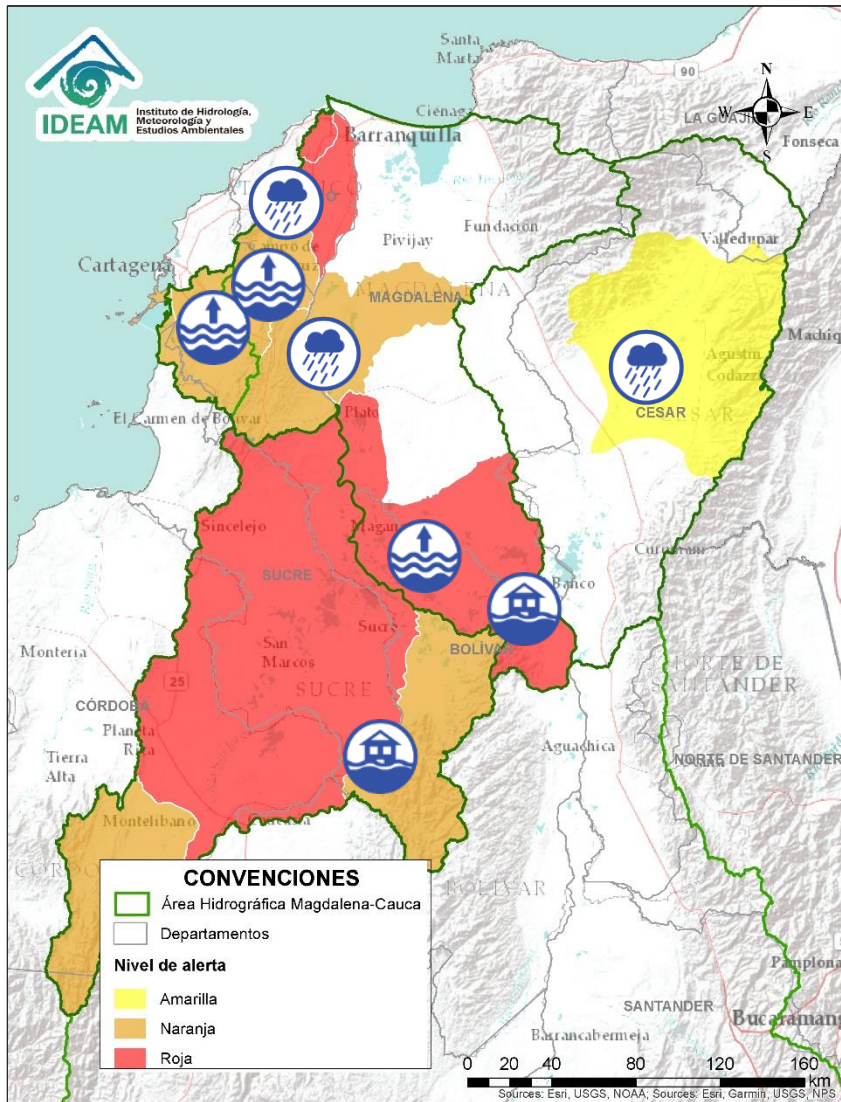 IDEAM
Instituto de Hidrología,
Meteorología y
Estudios Ambientales
Santa
Marta
90
N
W
E
S
LA GUAJI
Fonseca
Ciénaga
Barranquilla
Pivijay
Fundación
Valledupar
Cartagena
MAGDALENA
Agustín
Codazzi
CESAR
El Carmen de Bolívar
Plato
Sincelejo
SUCRE
Magan
Curumaní
Banco
Sucre
BOLÍVAR
San
Marcos
SUCRE
Montería
25
CÓRDOBA
Planeta
Rica
Tierra
Alta
NORTE DE
SANTANDER
Aguachica
NORTE DE SANTANDER
Montelíbano
BOLÍVAR
CONVENCIONES
Área Hidrográfica Magdalena-Cauca
Departamentos
Nivel de alerta
Amarilla
Naranja
Roja
Pamplona
SANTANDER
Bucaramang
Barrancabermeja
0 20 40 80 120 160
km
Sources: Esri, USGS, NOAA; Sources: Esri, Garmin, USGS, NPS